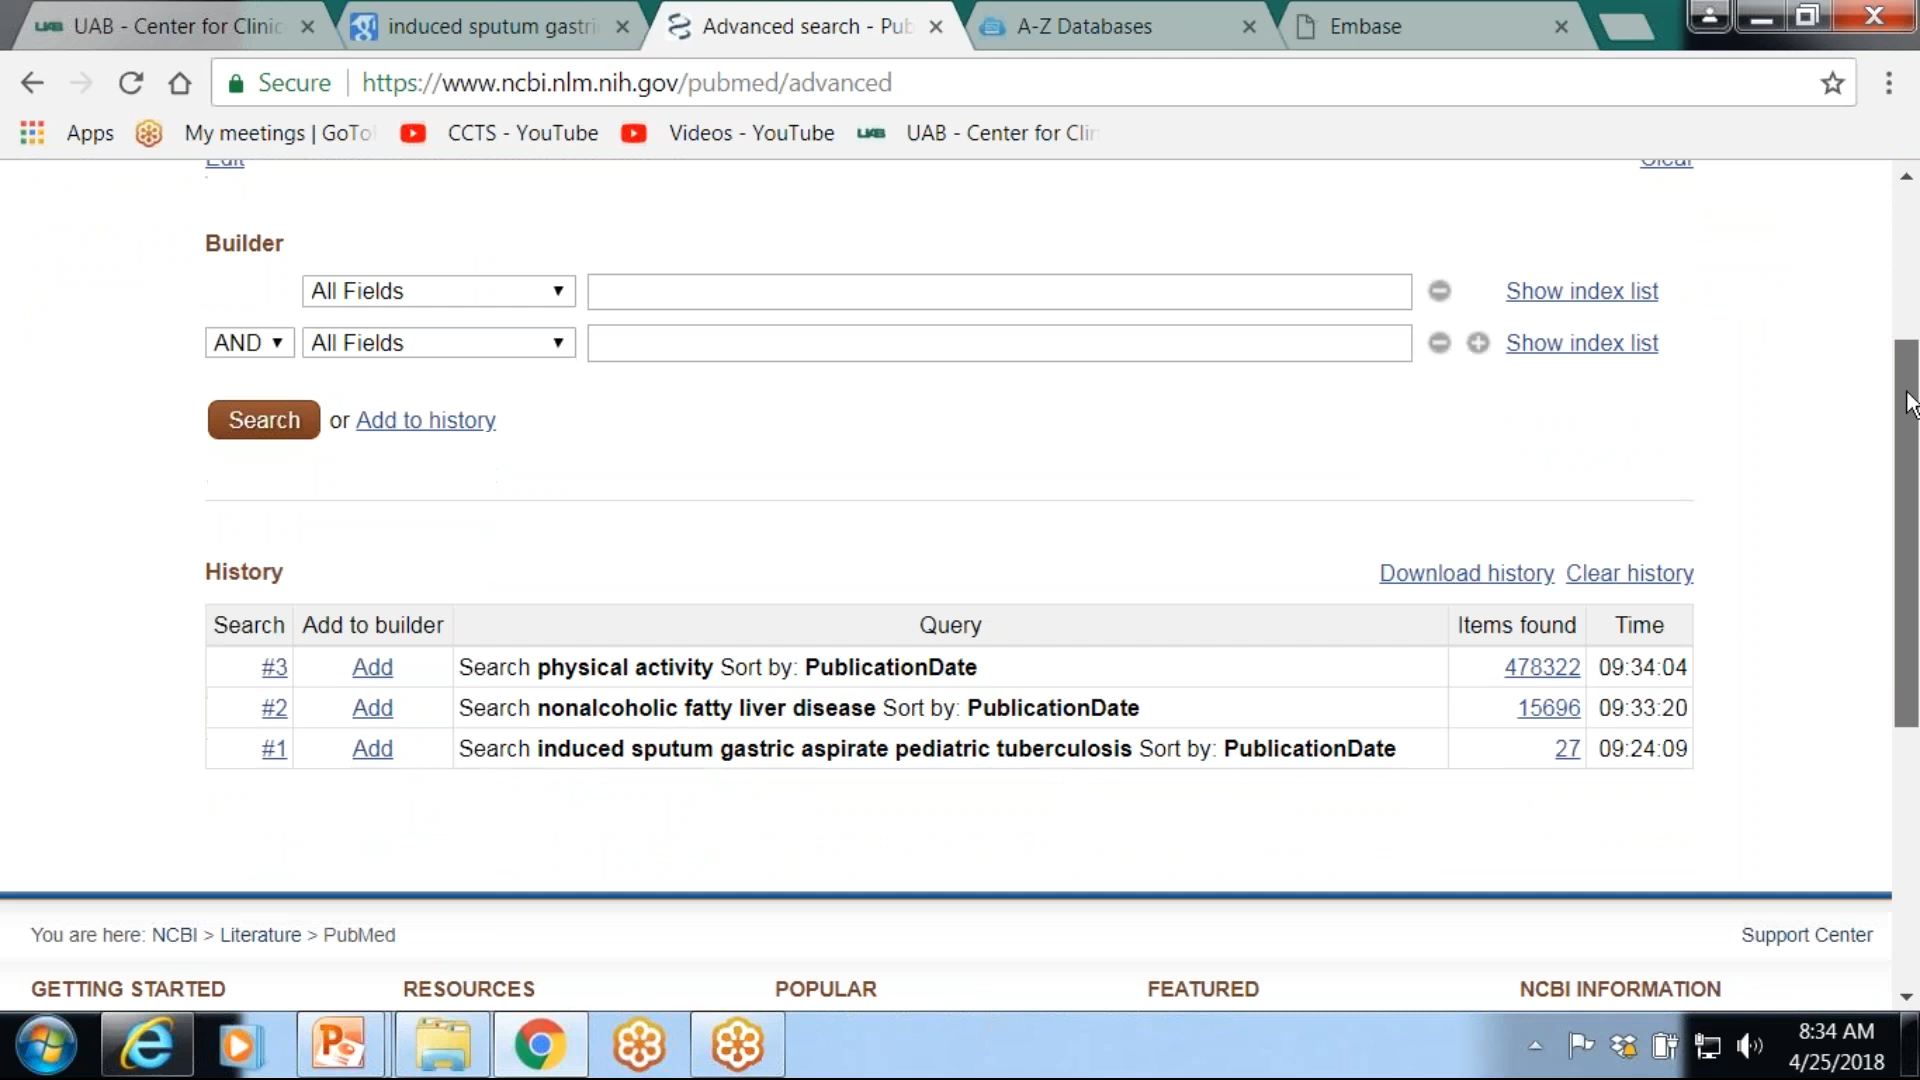 UAB - Center for Clinic
induced sputum gastri
Advanced search - Pub
A-Z Databases
Embase
Secure
https://www.ncbi.nlm.nih.gov/pubmed/advanced
Apps
My meetings | GoTo
CCTS - YouTube
Videos - YouTube
UAB
UAB - Center for Clin
Edit
Clear
Builder
All Fields
Show index list
AND
All Fields
Show index list
Search or Add to history
History
Download history Clear history
Search Add to builder Query Items found Time
#3 Add Search physical activity Sort by: PublicationDate 478322 09:34:04
#2 Add Search nonalcoholic fatty liver disease Sort by: PublicationDate 15696 09:33:20
#1 Add Search induced sputum gastric aspirate pediatric tuberculosis Sort by: PublicationDate 27 09:24:09
You are here: NCBI > Literature > PubMed
Support Center
GETTING STARTED RESOURCES POPULAR FEATURED NCBI INFORMATION
8:34 AM
4/25/2018